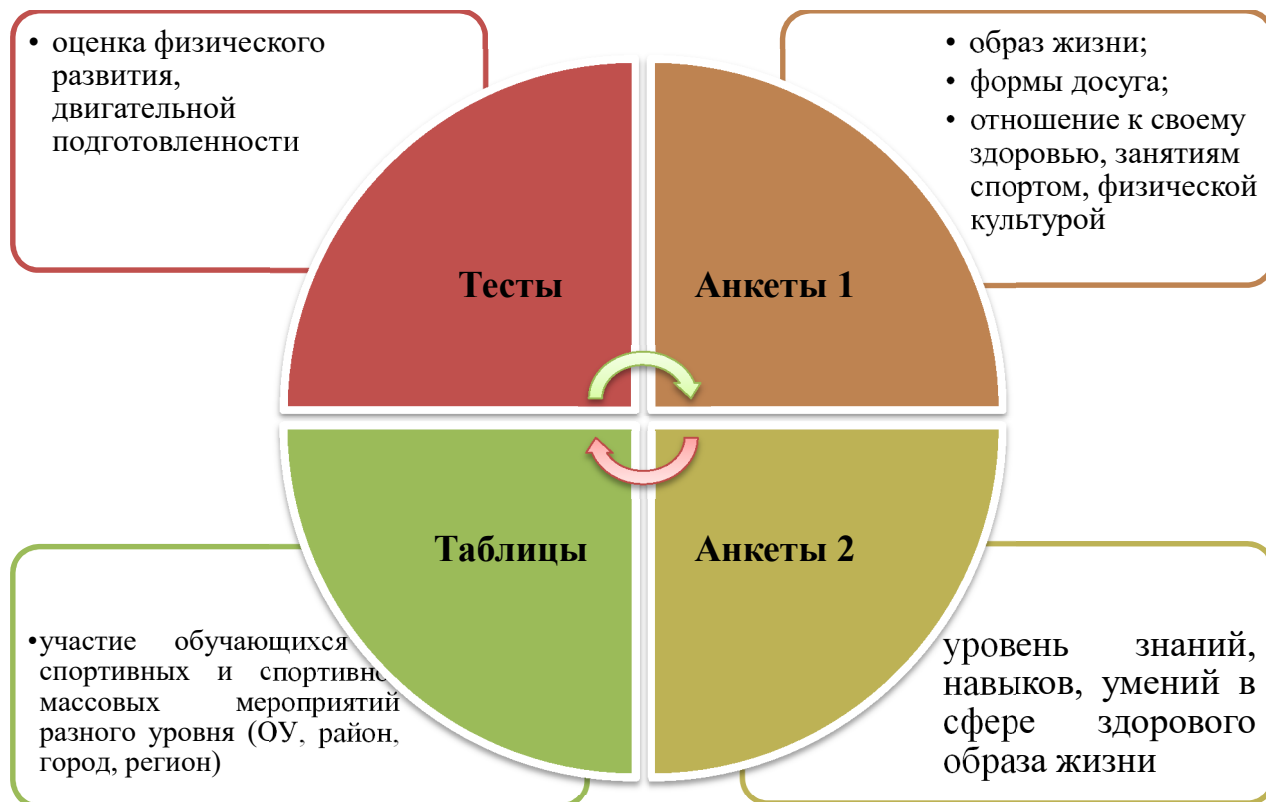 • оценка физического
развития,
двигательной
подготовленности
• образ жизни;
• формы досуга;
• отношение к своему
здоровью, занятиям
спортом, физической
культурой
Тесты
Анкеты 1
Таблицы
Анкеты 2
•участие обучающихся
спортивных и спортивно
массовых мероприятий
разного уровня (ОУ, район,
город, регион)
уровень знаний,
навыков, умений в
сфере здорового
образа жизни